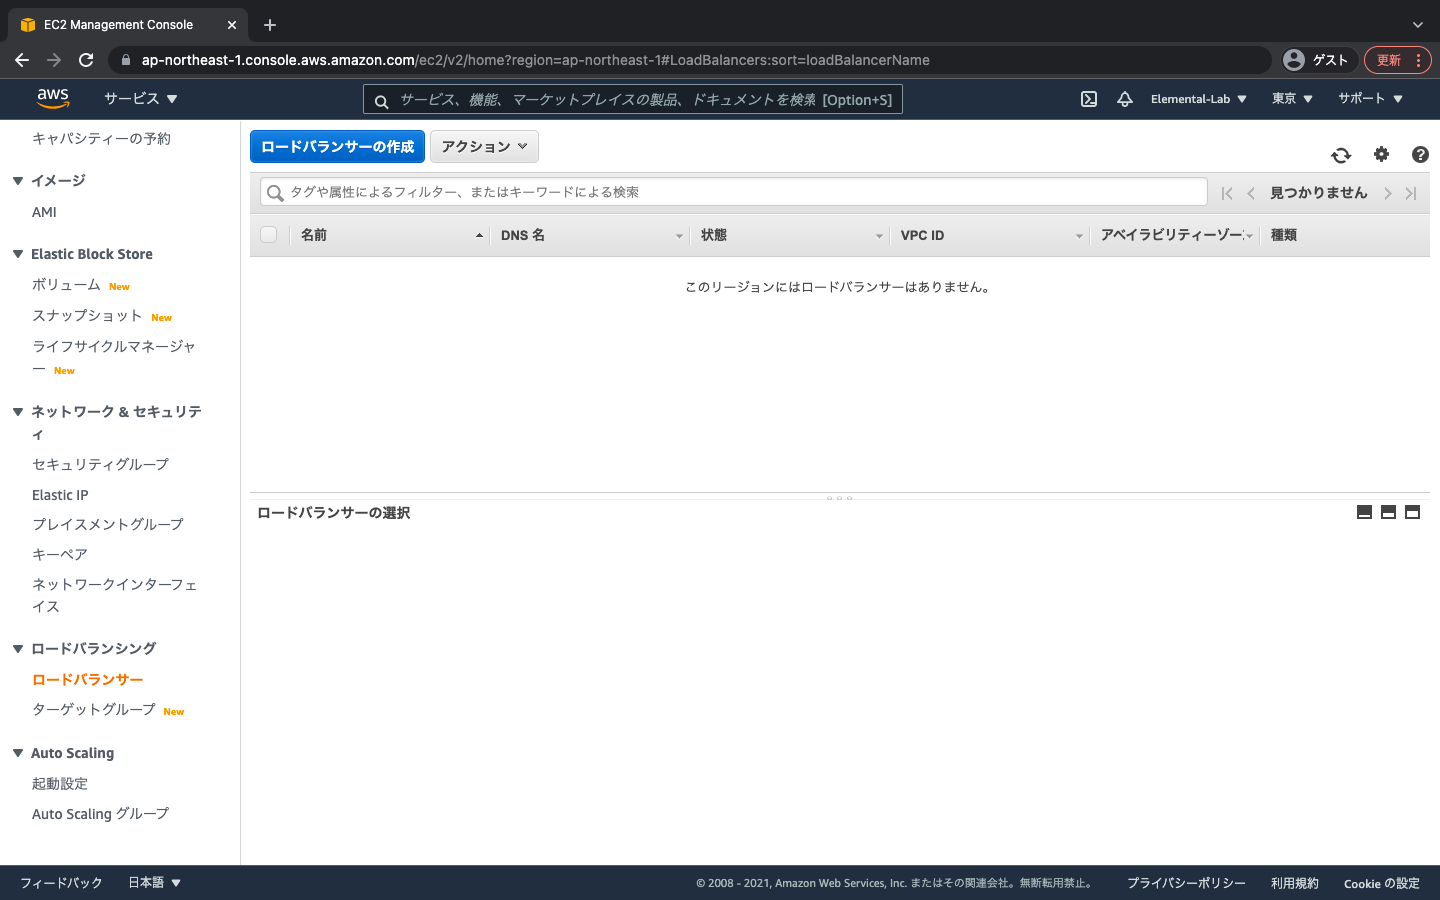 EC2 Management Console
ap-northeast-1.console.aws.amazon.com/ec2/v2/home?region=ap-northeast-1#LoadBalancers:sort=loadBalancerName
ゲスト
更新
aws
サービス
サービス、機能、マーケットプレイスの製品、ドキュメントを検索 [Option+S]
Elemental-Lab
東京
サポート
キャパシティーの予約
イメージ
AMI
Elastic Block Store
ボリューム New
スナップショット New
ライフサイクルマネージャ
ー New
ネットワーク & セキュリテ
ィ
セキュリティグループ
Elastic IP
プレイスメントグループ
キーペア
ネットワークインターフェ
イス
ロードバランシング
ロードバランサー
ターゲットグループ New
Auto Scaling
起動設定
Auto Scaling グループ
ロードバランサーの作成
アクション
タグや属性によるフィルター、またはキーワードによる検索
見つかりません
名前
DNS 名
状態
VPC ID
アベイラビリティーゾー
種類
このリージョンにはロードバランサーはありません。
ロードバランサーの選択
フィードバック
日本語
© 2008 - 2021, Amazon Web Services, Inc. またはその関連会社。無断転用禁止。
プライバシーポリシー
利用規約
Cookie の設定